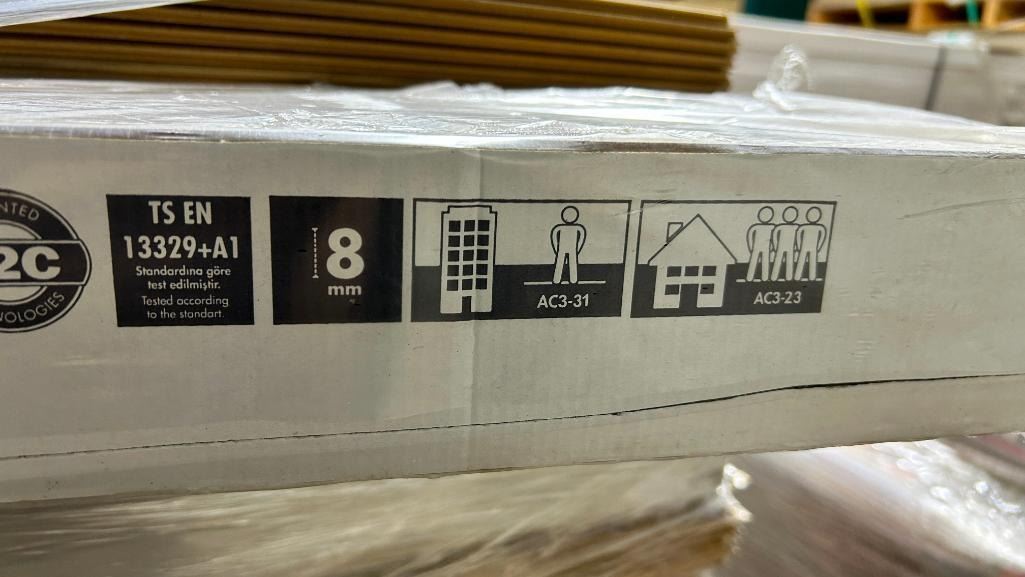 2C
TS EN
13329+A1
Standardına göre
test edilmiştir.
Tested according
to the standart.
8
mm
AC3-31
AC3-23